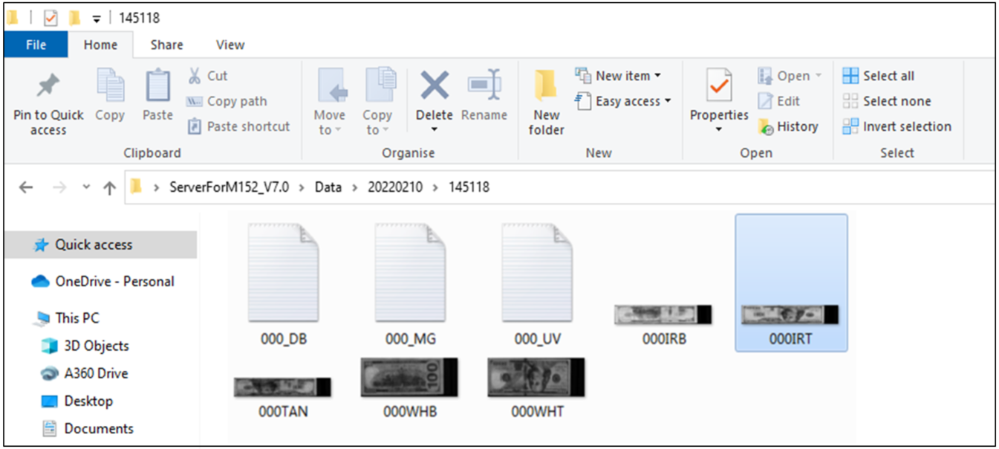 145118
File Home Share View
Pin to Quick access
Copy
Paste
Cut
Copy path
Paste shortcut
Clipboard
Move to
Copy to
Delete
Rename
Organise
New folder
New item
Easy access
New
Properties
Open
Edit
History
Open
Select all
Select none
Invert selection
Select
ServerForM152_V7.0 > Data > 20220210 > 145118
Quick access
OneDrive - Personal
This PC
3D Objects
A360 Drive
Desktop
Documents
000_DB
000_MG
000_UV
000IRB
000IRT
000TAN
100
000WHB
000WHT